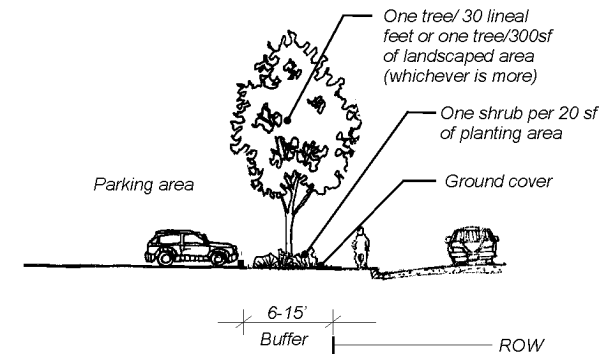 One tree/ 30 lineal
feet or one tree/300sf
of landscaped area
(whichever is more)
One shrub per 20 sf
of planting area
Parking area
Ground cover
6-15'
Buffer
ROW